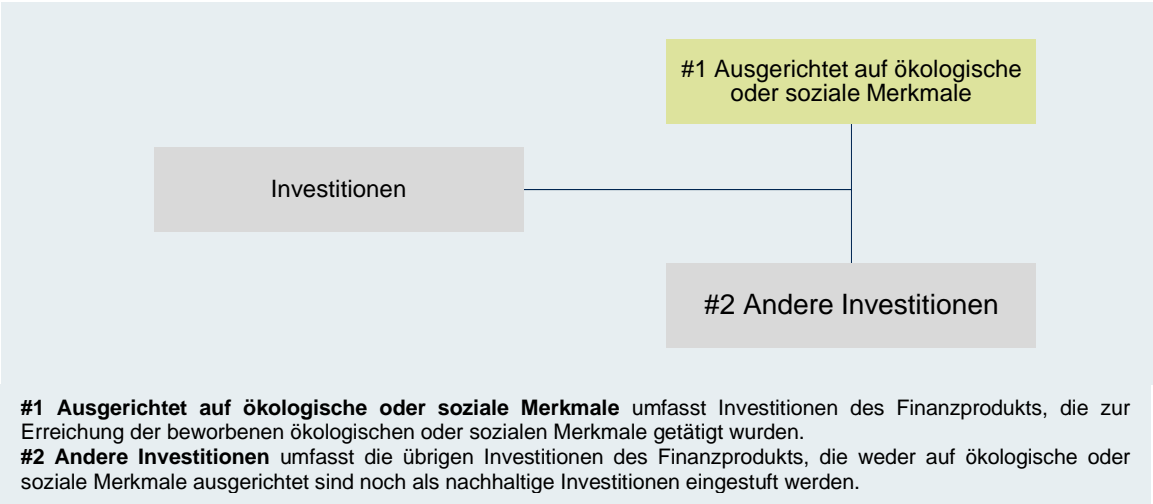 #1 Ausgerichtet auf ökologische
oder soziale Merkmale
Investitionen
#2 Andere Investitionen
#1 Ausgerichtet auf ökologische oder soziale Merkmale umfasst Investitionen des Finanzprodukts, die zur
Erreichung der beworbenen ökologischen oder sozialen Merkmale getätigt wurden.
#2 Andere Investitionen umfasst die übrigen Investitionen des Finanzprodukts, die weder auf ökologische oder
soziale Merkmale ausgerichtet sind noch als nachhaltige Investitionen eingestuft werden.